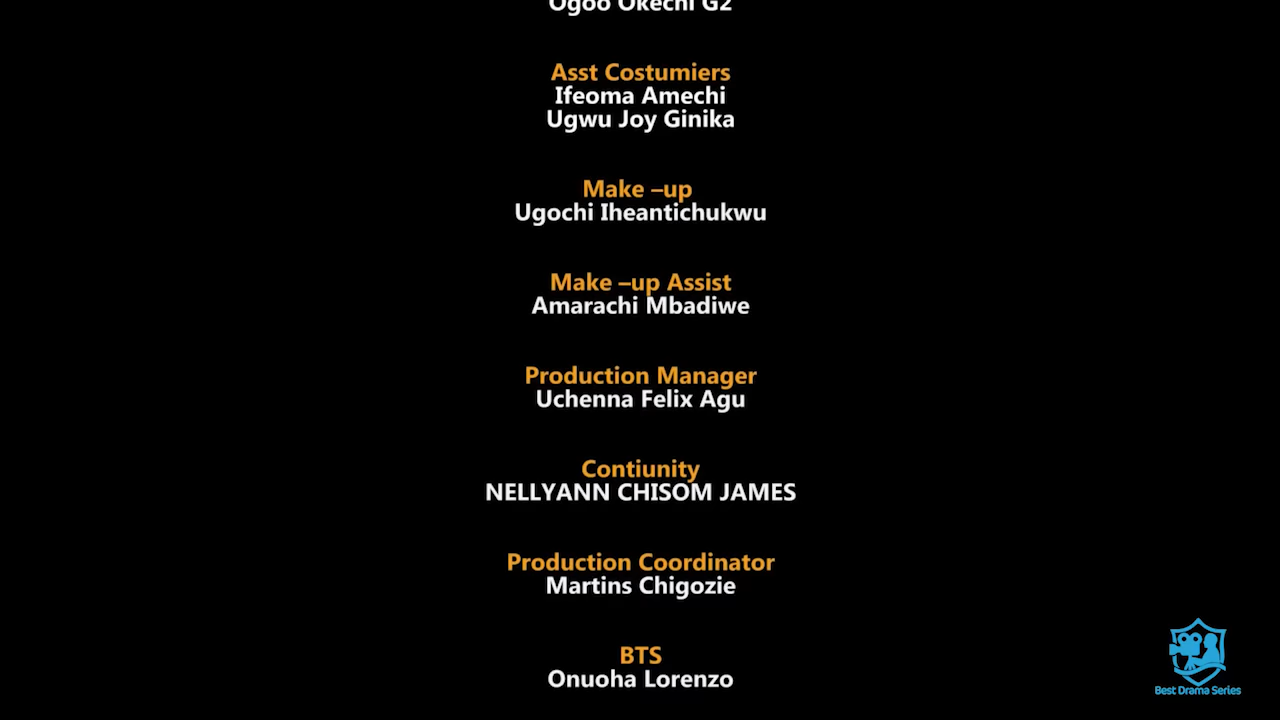 Ogoo Okechi G2
Asst Costumiers
Ifeoma Amechi
Ugwu Joy Ginika
Make –up
Ugochi Iheantichukwu
Make –up Assist
Amarachi Mbadiwe
Production Manager
Uchenna Felix Agu
Contiunity
NELLYANN CHISOM JAMES
Production Coordinator
Martins Chigozie
BTS
Onuoha Lorenzo
Best Drama Series